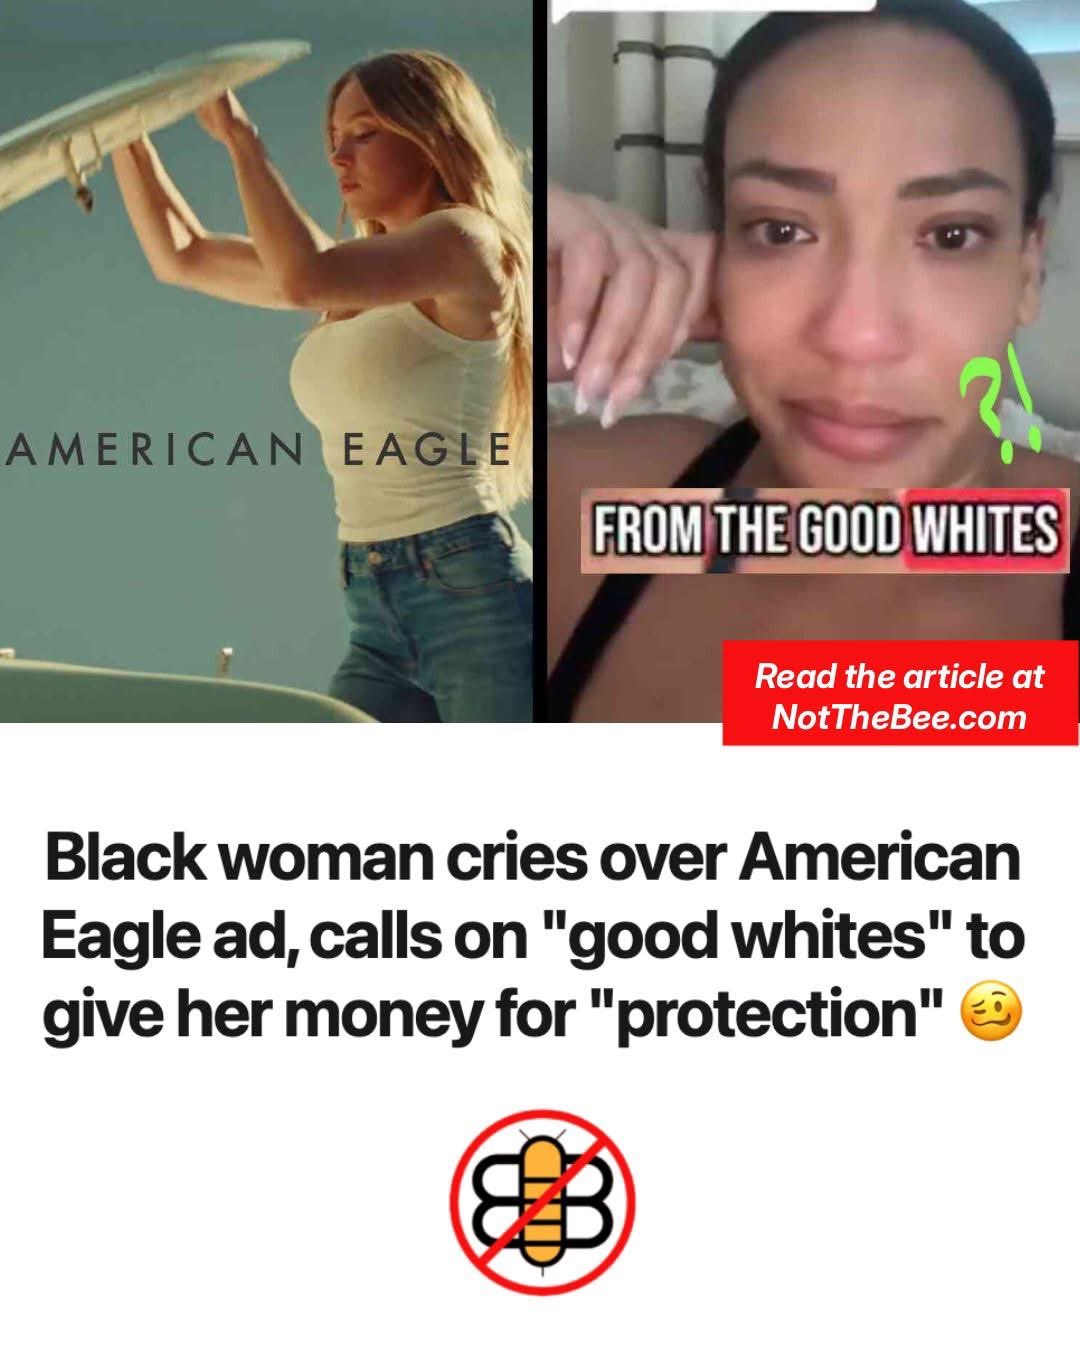 AMERICAN EAGLE
?!
FROM THE GOOD WHITES
Read the article at
NotTheBee.com
Black woman cries over American
Eagle ad, calls on "good whites" to
give her money for "protection" 🥴